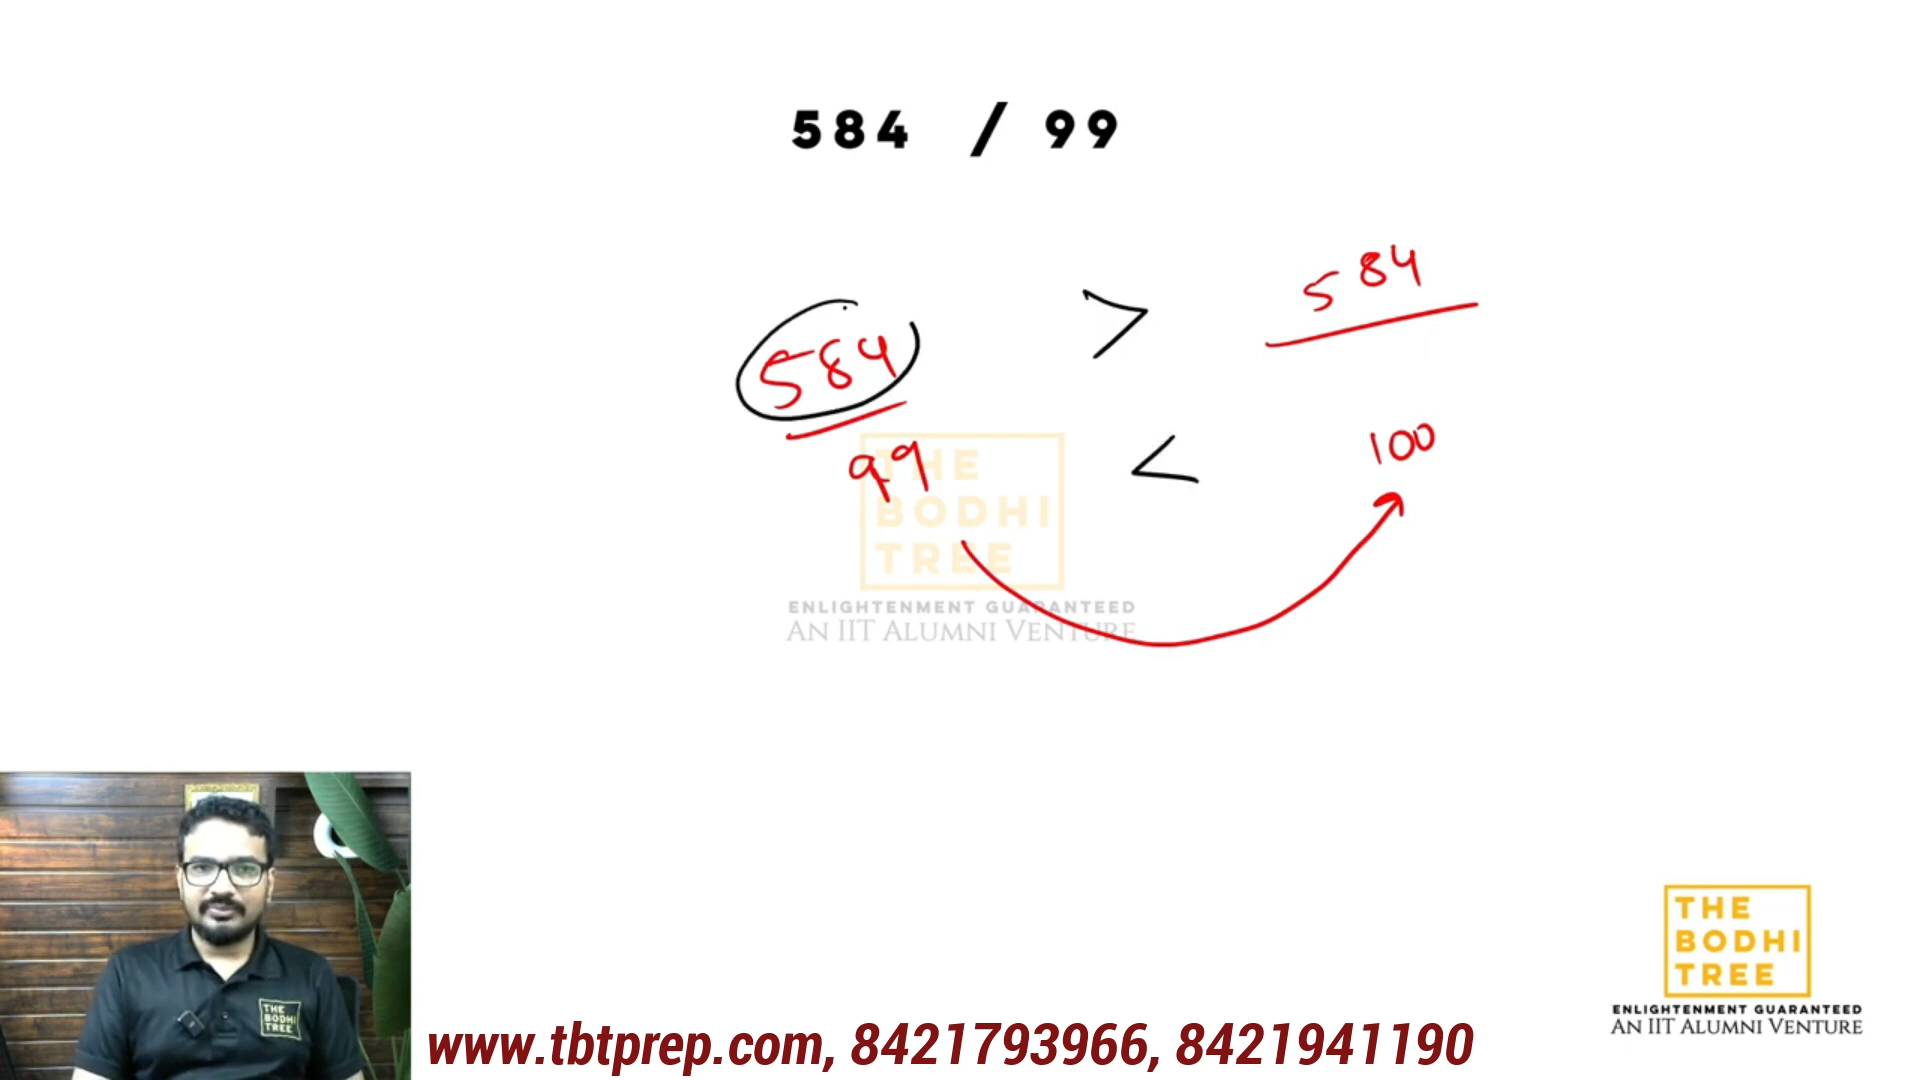 584 / 99
584 > 584
99 < 100
THE
BODHI
TREE
ENLIGHTENMENT GUARANTEED
AN IIT ALUMNI VENTURE
THE
BODHI
TREE
THE
BODHI
TREE
ENLIGHTENMENT GUARANTEED
AN IIT ALUMNI VENTURE
www.tbtprep.com, 8421793966, 8421941190